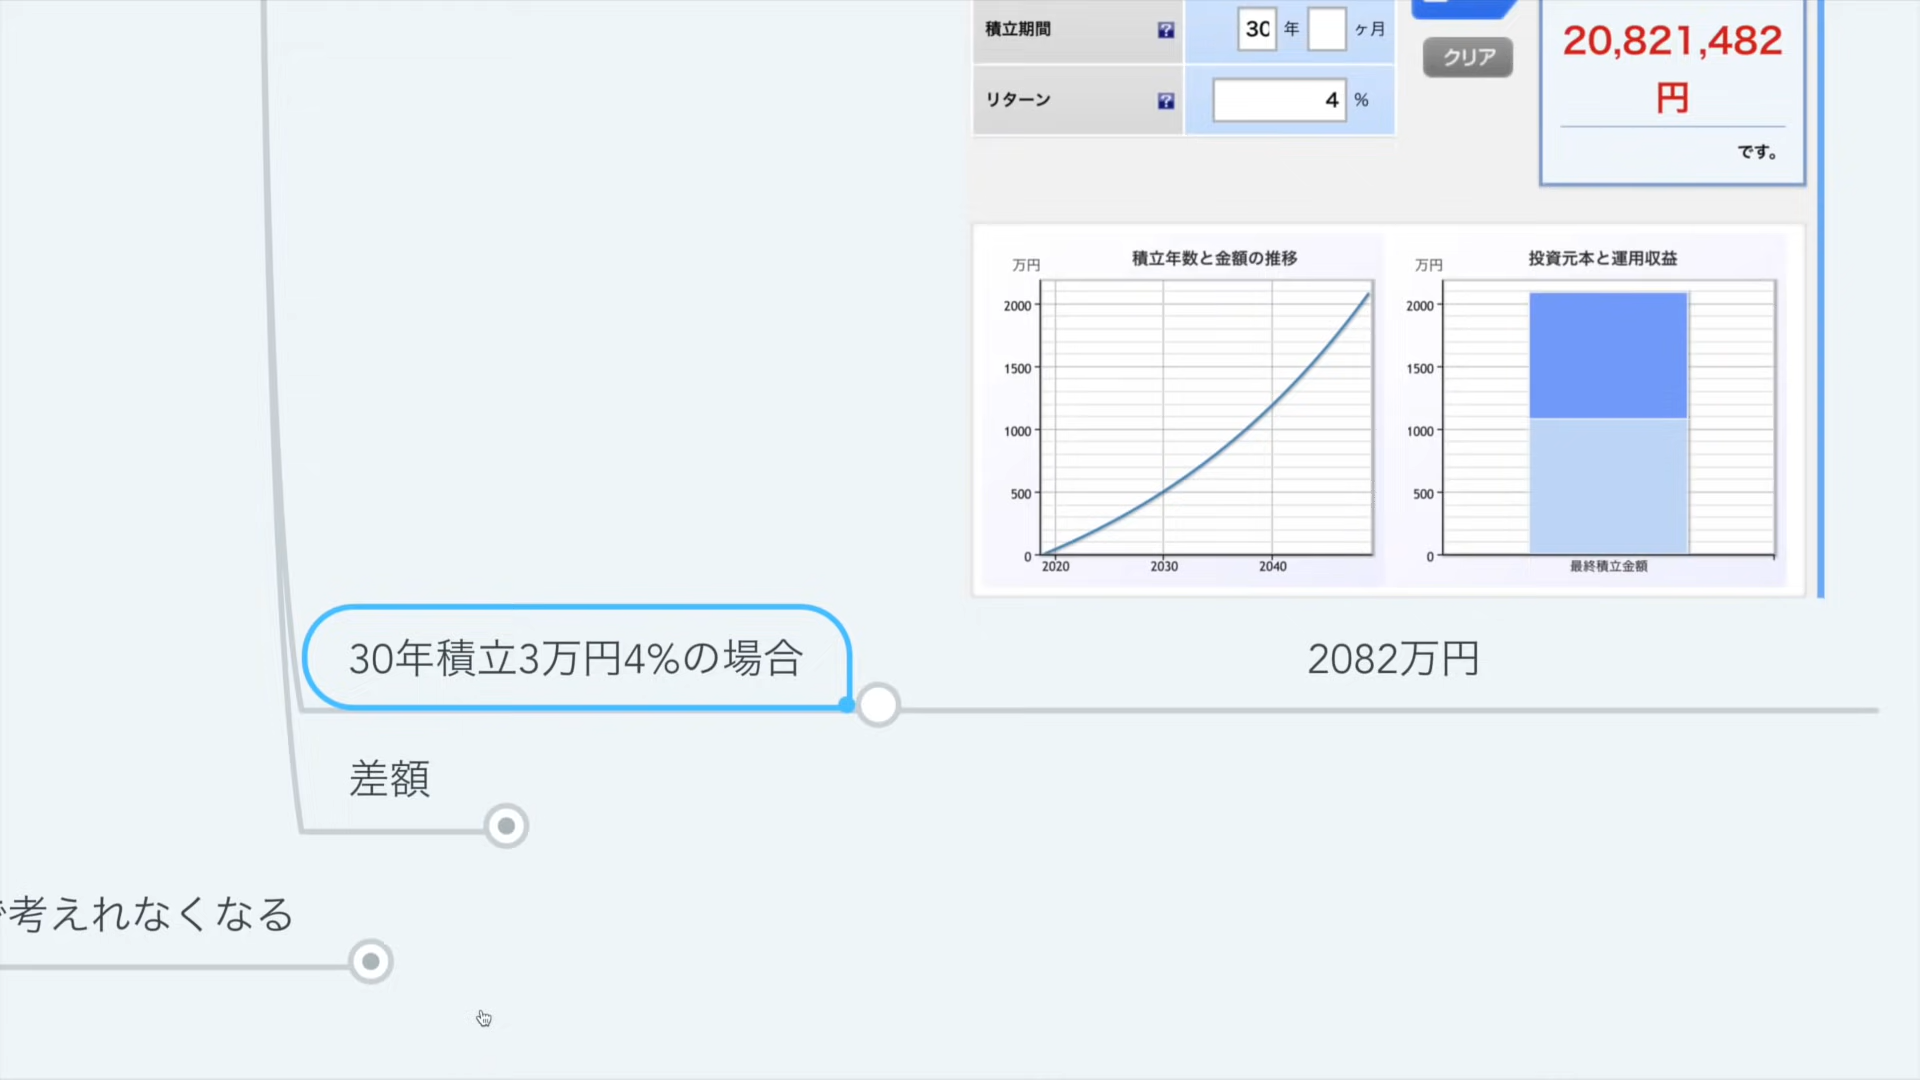 積立期間
30 年 ヶ月
クリア
リターン
4 %
20,821,482
円
です。
積立年数と金額の推移
万円
2000
1500
1000
500
0
2020
2030
2040
投資元本と運用収益
万円
2000
1500
1000
500
0
最終積立金額
30年積立3万円4%の場合
2082万円
差額
考えれなくなる